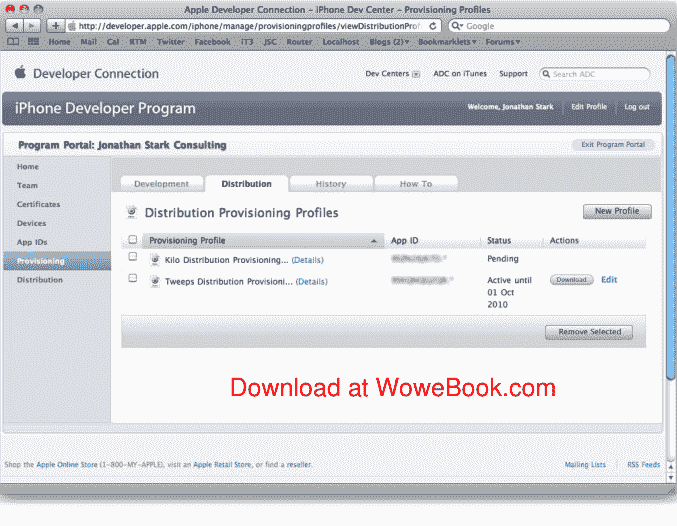 Apple Developer Connection – iPhone Dev Center – Provisioning Profiles
http://developer.apple.com/iphone/manage/provisioningprofiles/viewDistributionProf
Google
Home Mail Cal RTM Twitter Facebook iT3 JSC Router Localhost Blogs (2) Bookmarklets Forums
Developer Connection
Dev Centers ADC on iTunes Support Search ADC
iPhone Developer Program
Welcome, Jonathan Stark Edit Profile Log out
Program Portal: Jonathan Stark Consulting
Exit Program Portal
Home
Team
Certificates
Devices
App IDs
Provisioning
Distribution
Development Distribution History How To
Distribution Provisioning Profiles
New Profile
Provisioning Profile App ID Status Actions
Kilo Distribution Provisioning... (Details) Pending
Tweeps Distribution Provisioni... (Details) Active until Download Edit
01 Oct
2010
Remove Selected
Download at WoweBook.com
Shop the Apple Online Store (1-800-MY-APPLE), visit an Apple Retail Store, or find a reseller.
Mailing Lists RSS Feeds